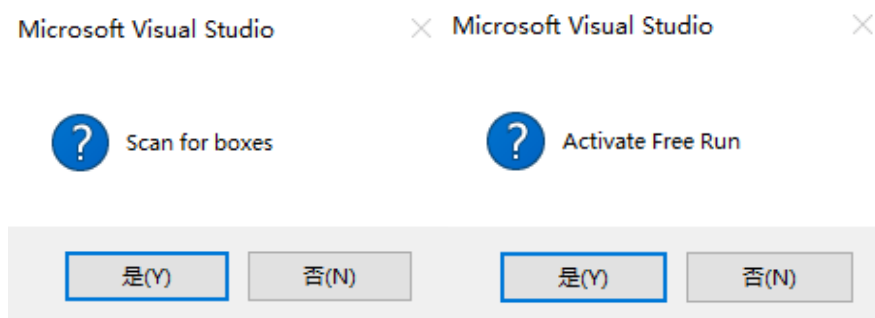 Microsoft Visual Studio
Scan for boxes
是(Y)
否(N)
Microsoft Visual Studio
Activate Free Run
是(Y)
否(N)